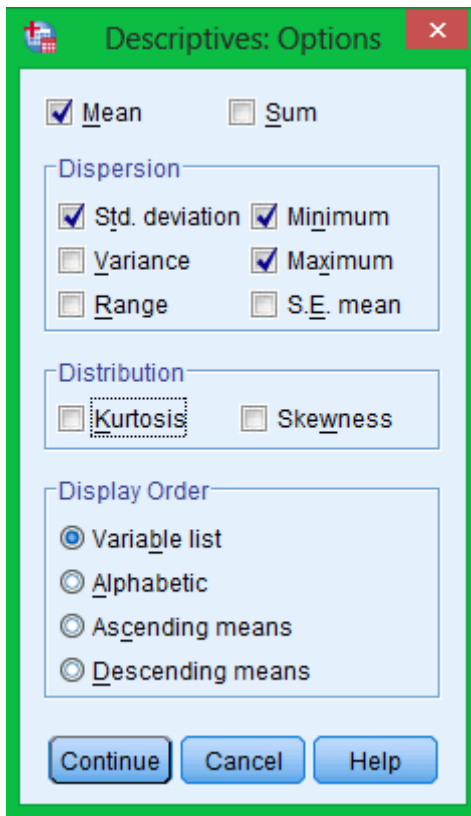 Descriptives: Options
Mean Sum
Dispersion
Std. deviation Minimum
Variance Maximum
Range S.E. mean
Distribution
Kurtosis Skewness
Display Order
Variable list
Alphabetic
Ascending means
Descending means
Continue Cancel Help